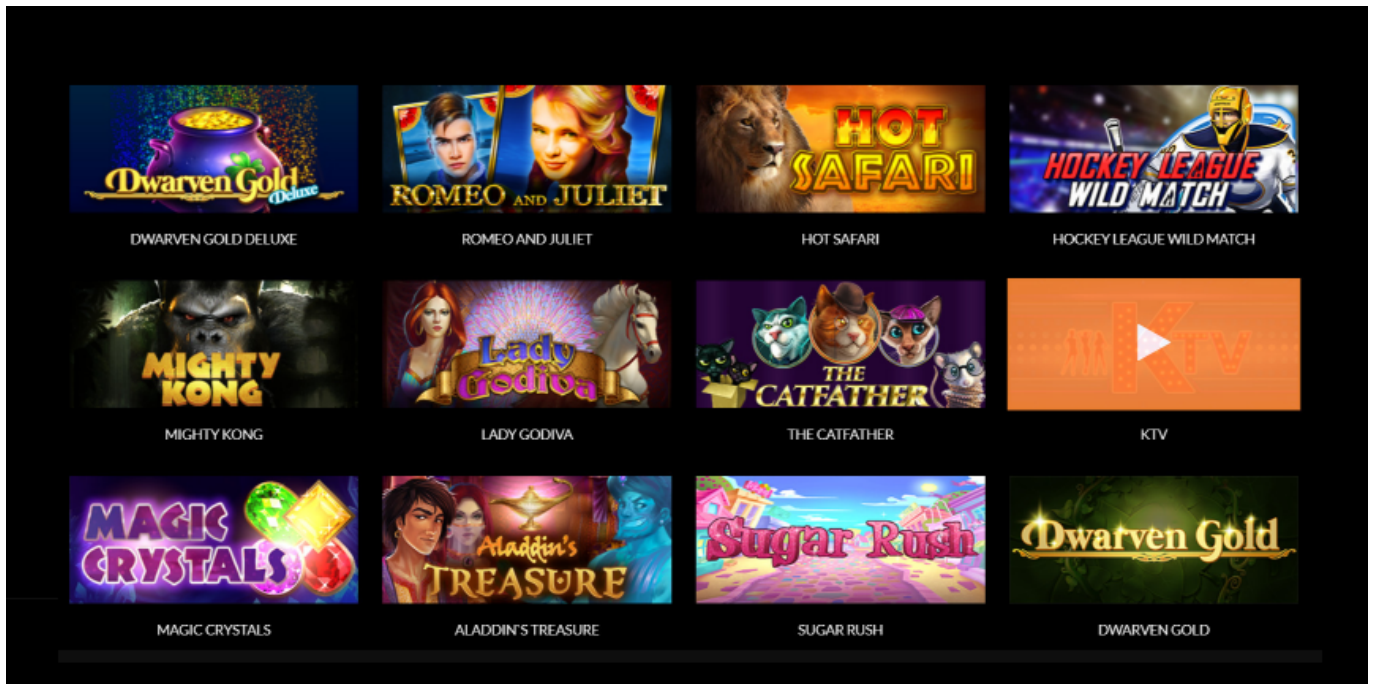 Dwarven Gold
Deluxe
DWARVEN GOLD DELUXE
ROMEO AND JULIET
ROMEO AND JULIET
HOT
SAFARI
HOT SAFARI
HOCKEY LEAGUE
WILD MATCH
HOCKEY LEAGUE WILD MATCH
MIGHTY
KONG
MIGHTY KONG
Lady
Godiva
LADY GODIVA
THE
CATFATHER
THE CATFATHER
KTV
KTV
MAGIC
CRYSTALS
MAGIC CRYSTALS
Aladdin's
TREASURE
ALADDIN`S TREASURE
Sugar Rush
SUGAR RUSH
Dwarven Gold
DWARVEN GOLD